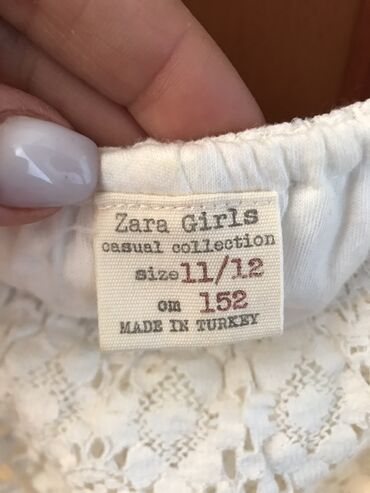 Zara Girls
casual collection
size 11/12
cm 152
MADE IN TURKEY